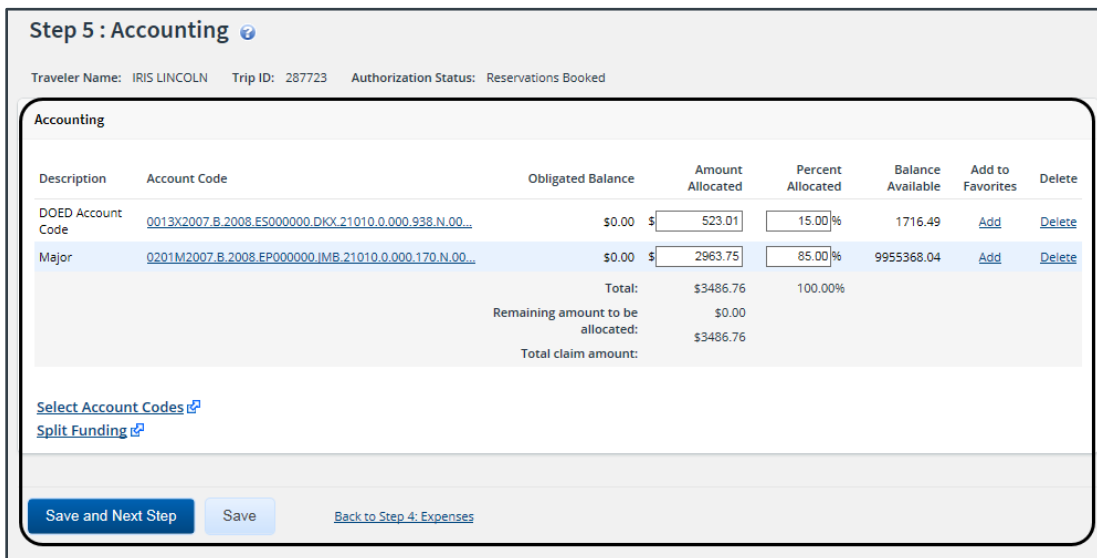 Step 5 : Accounting ?
Traveler Name: IRIS LINCOLN Trip ID: 287723 Authorization Status: Reservations Booked
Accounting
Description Account Code Obligated Balance Amount Allocated Percent Allocated Balance Available Add to Favorites Delete
DOED Account Code 0013X2007.B.2008.ES000000.DKX.21010.0.000.938.N.00... $0.00 $ 523.01 15.00 % 1716.49 Add Delete
Major 0201M2007.B.2008.EP000000.JMB.21010.0.000.170.N.00... $0.00 $ 2963.75 85.00 % 9955368.04 Add Delete
Total: $3486.76 100.00%
Remaining amount to be allocated: $0.00
Total claim amount: $3486.76
Select Account Codes
Split Funding
Save and Next Step Save Back to Step 4: Expenses